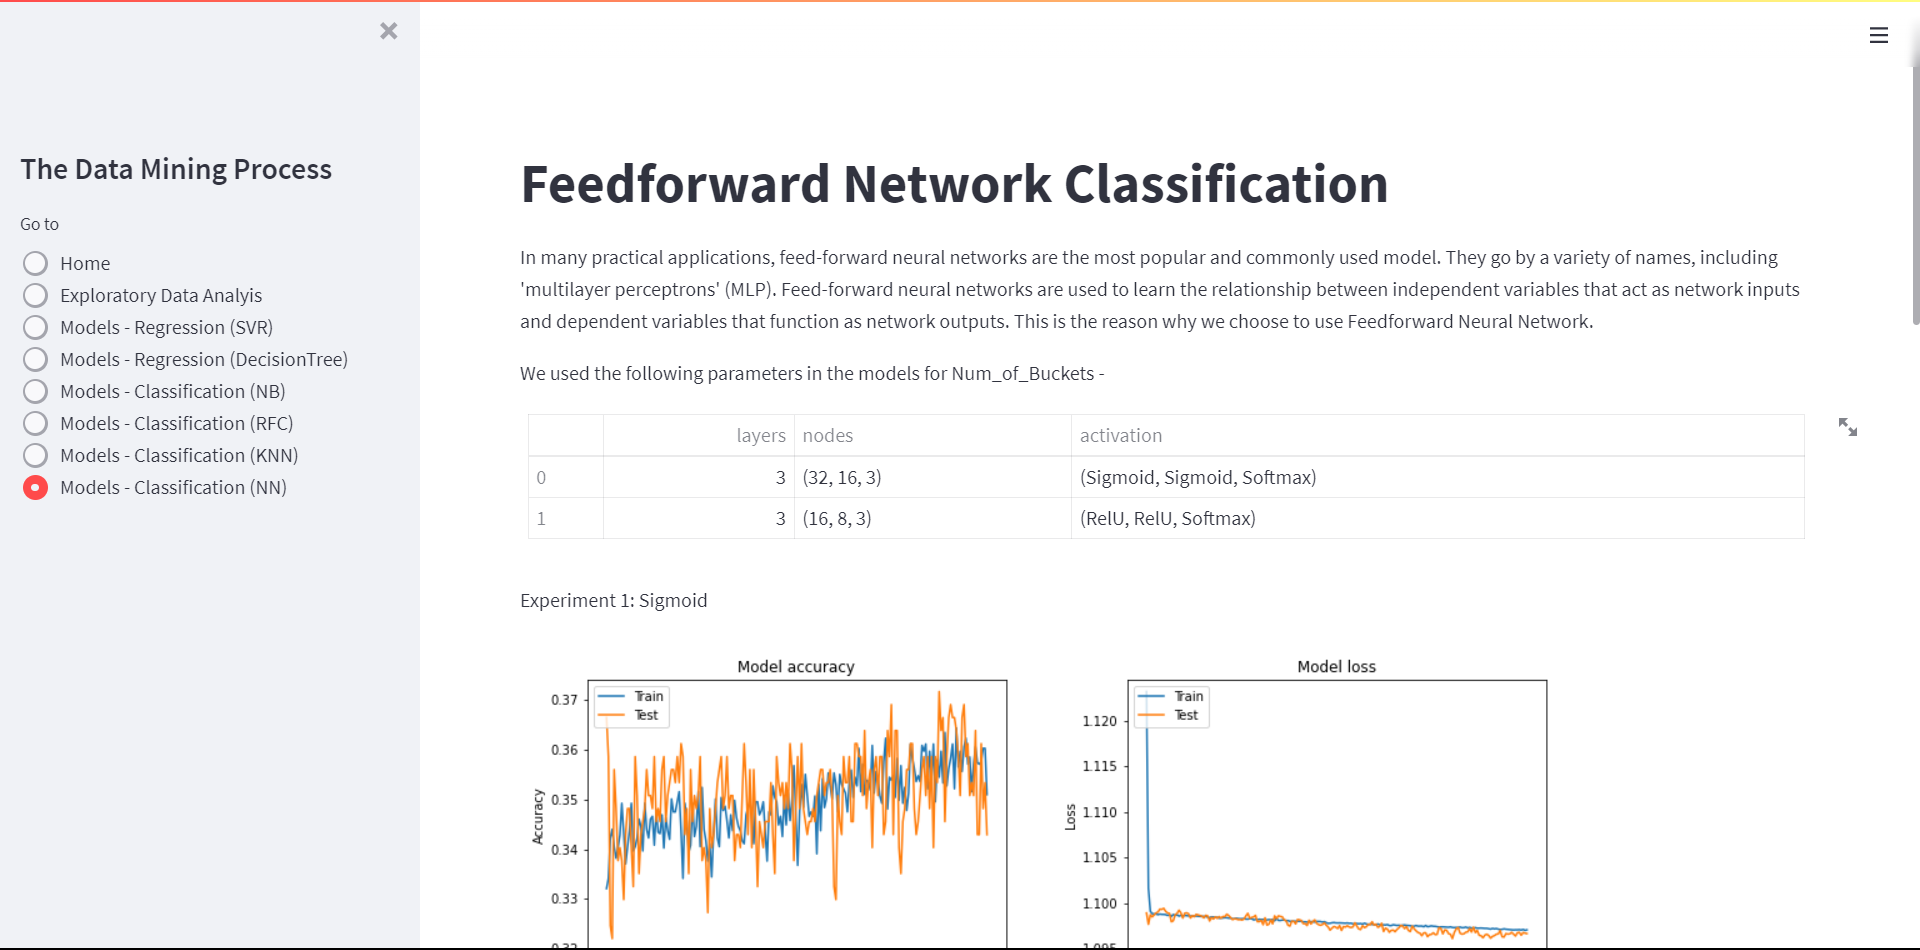 The Data Mining Process
Go to
Home
Exploratory Data Analyis
Models - Regression (SVR)
Models - Regression (DecisionTree)
Models - Classification (NB)
Models - Classification (RFC)
Models - Classification (KNN)
Models - Classification (NN)
Feedforward Network Classification
In many practical applications, feed-forward neural networks are the most popular and commonly used model. They go by a variety of names, including
'multilayer perceptrons' (MLP). Feed-forward neural networks are used to learn the relationship between independent variables that act as network inputs
and dependent variables that function as network outputs. This is the reason why we choose to use Feedforward Neural Network.
We used the following parameters in the models for Num_of_Buckets -
layers nodes activation
0 3 (32, 16, 3) (Sigmoid, Sigmoid, Softmax)
1 3 (16, 8, 3) (RelU, RelU, Softmax)
Experiment 1: Sigmoid
Model accuracy
Train
Test
0.37
0.36
0.35
0.34
0.33
0.32
Accuracy
Model loss
Train
Test
1.120
1.115
1.110
1.105
1.100
1.095
Loss